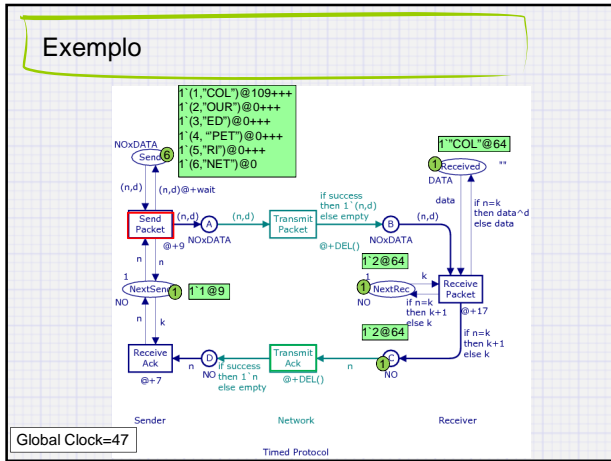 Exemplo
1`(1,"COL")@109+++
1`(2,"OUR")@0+++
1`(3,"ED")@0+++
1`(4, ""PET")@0+++
1`(5,"RI")@0+++
1`(6,"NET")@0
NOxDATA
Send
6
1`"COL"@64
1
Received
""
DATA
(n,d)
(n,d)@+wait
Send
Packet
@+9
(n,d)
A
NOxDATA
(n,d)
Transmit
Packet
@+DEL()
if success
then 1`(n,d)
else empty
B
NOxDATA
(n,d)
data
if n=k
then data^d
else data
n
n
1
NextSend
1
NO
1`1@9
1`2@64
1
1
NextRec
NO
k
if n=k
then k+1
else k
Receive
Packet
@+17
n
k
1`2@64
if n=k
then k+1
else k
Receive
Ack
@+7
n
D
NO
if success
then 1`n
else empty
Transmit
Ack
@+DEL()
n
C
1
NO
Sender
Network
Receiver
Global Clock=47
Timed Protocol